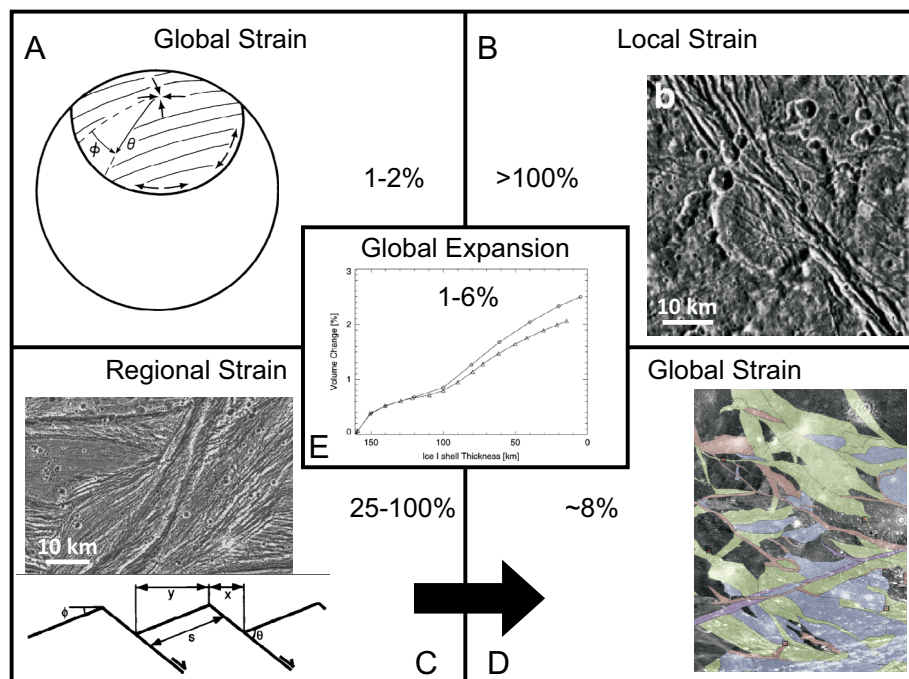 A
Global Strain
ϕ
θ
1-2%
B
Local Strain
b
>100%
10 km
Global Expansion
1-6%
3
2
1
0
Volume Change [%]
150
100
50
0
Ice I shell Thickness [km]
E
Regional Strain
10 km
25-100%
y
x
ϕ
s
θ
C
Global Strain
~8%
D